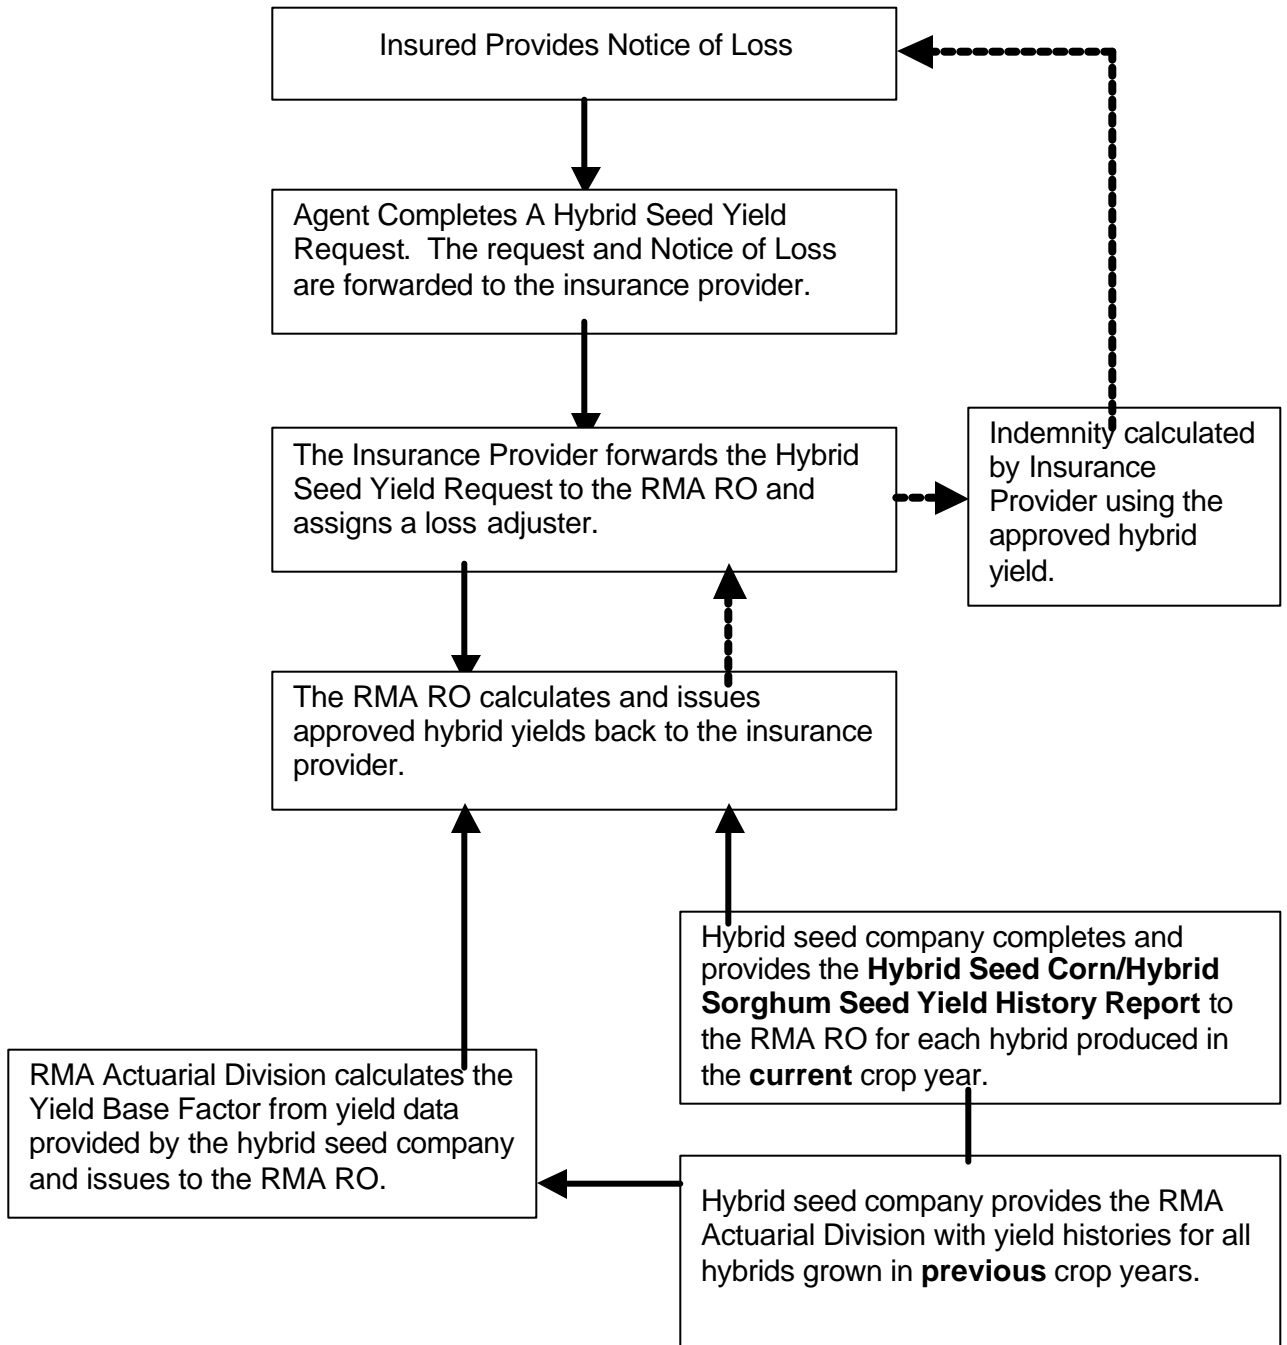 Insured Provides Notice of Loss
Agent Completes A Hybrid Seed Yield
Request.  The request and Notice of Loss
are forwarded to the insurance provider.
The Insurance Provider forwards the Hybrid
Seed Yield Request to the RMA RO and
assigns a loss adjuster.
Indemnity calculated
by Insurance
Provider using the
approved hybrid
yield.
The RMA RO calculates and issues
approved hybrid yields back to the insurance
provider.
Hybrid seed company completes and
provides the Hybrid Seed Corn/Hybrid
Sorghum Seed Yield History Report to
the RMA RO for each hybrid produced in
the current crop year.
RMA Actuarial Division calculates the
Yield Base Factor from yield data
provided by the hybrid seed company
and issues to the RMA RO.
Hybrid seed company provides the RMA
Actuarial Division with yield histories for all
hybrids grown in previous crop years.